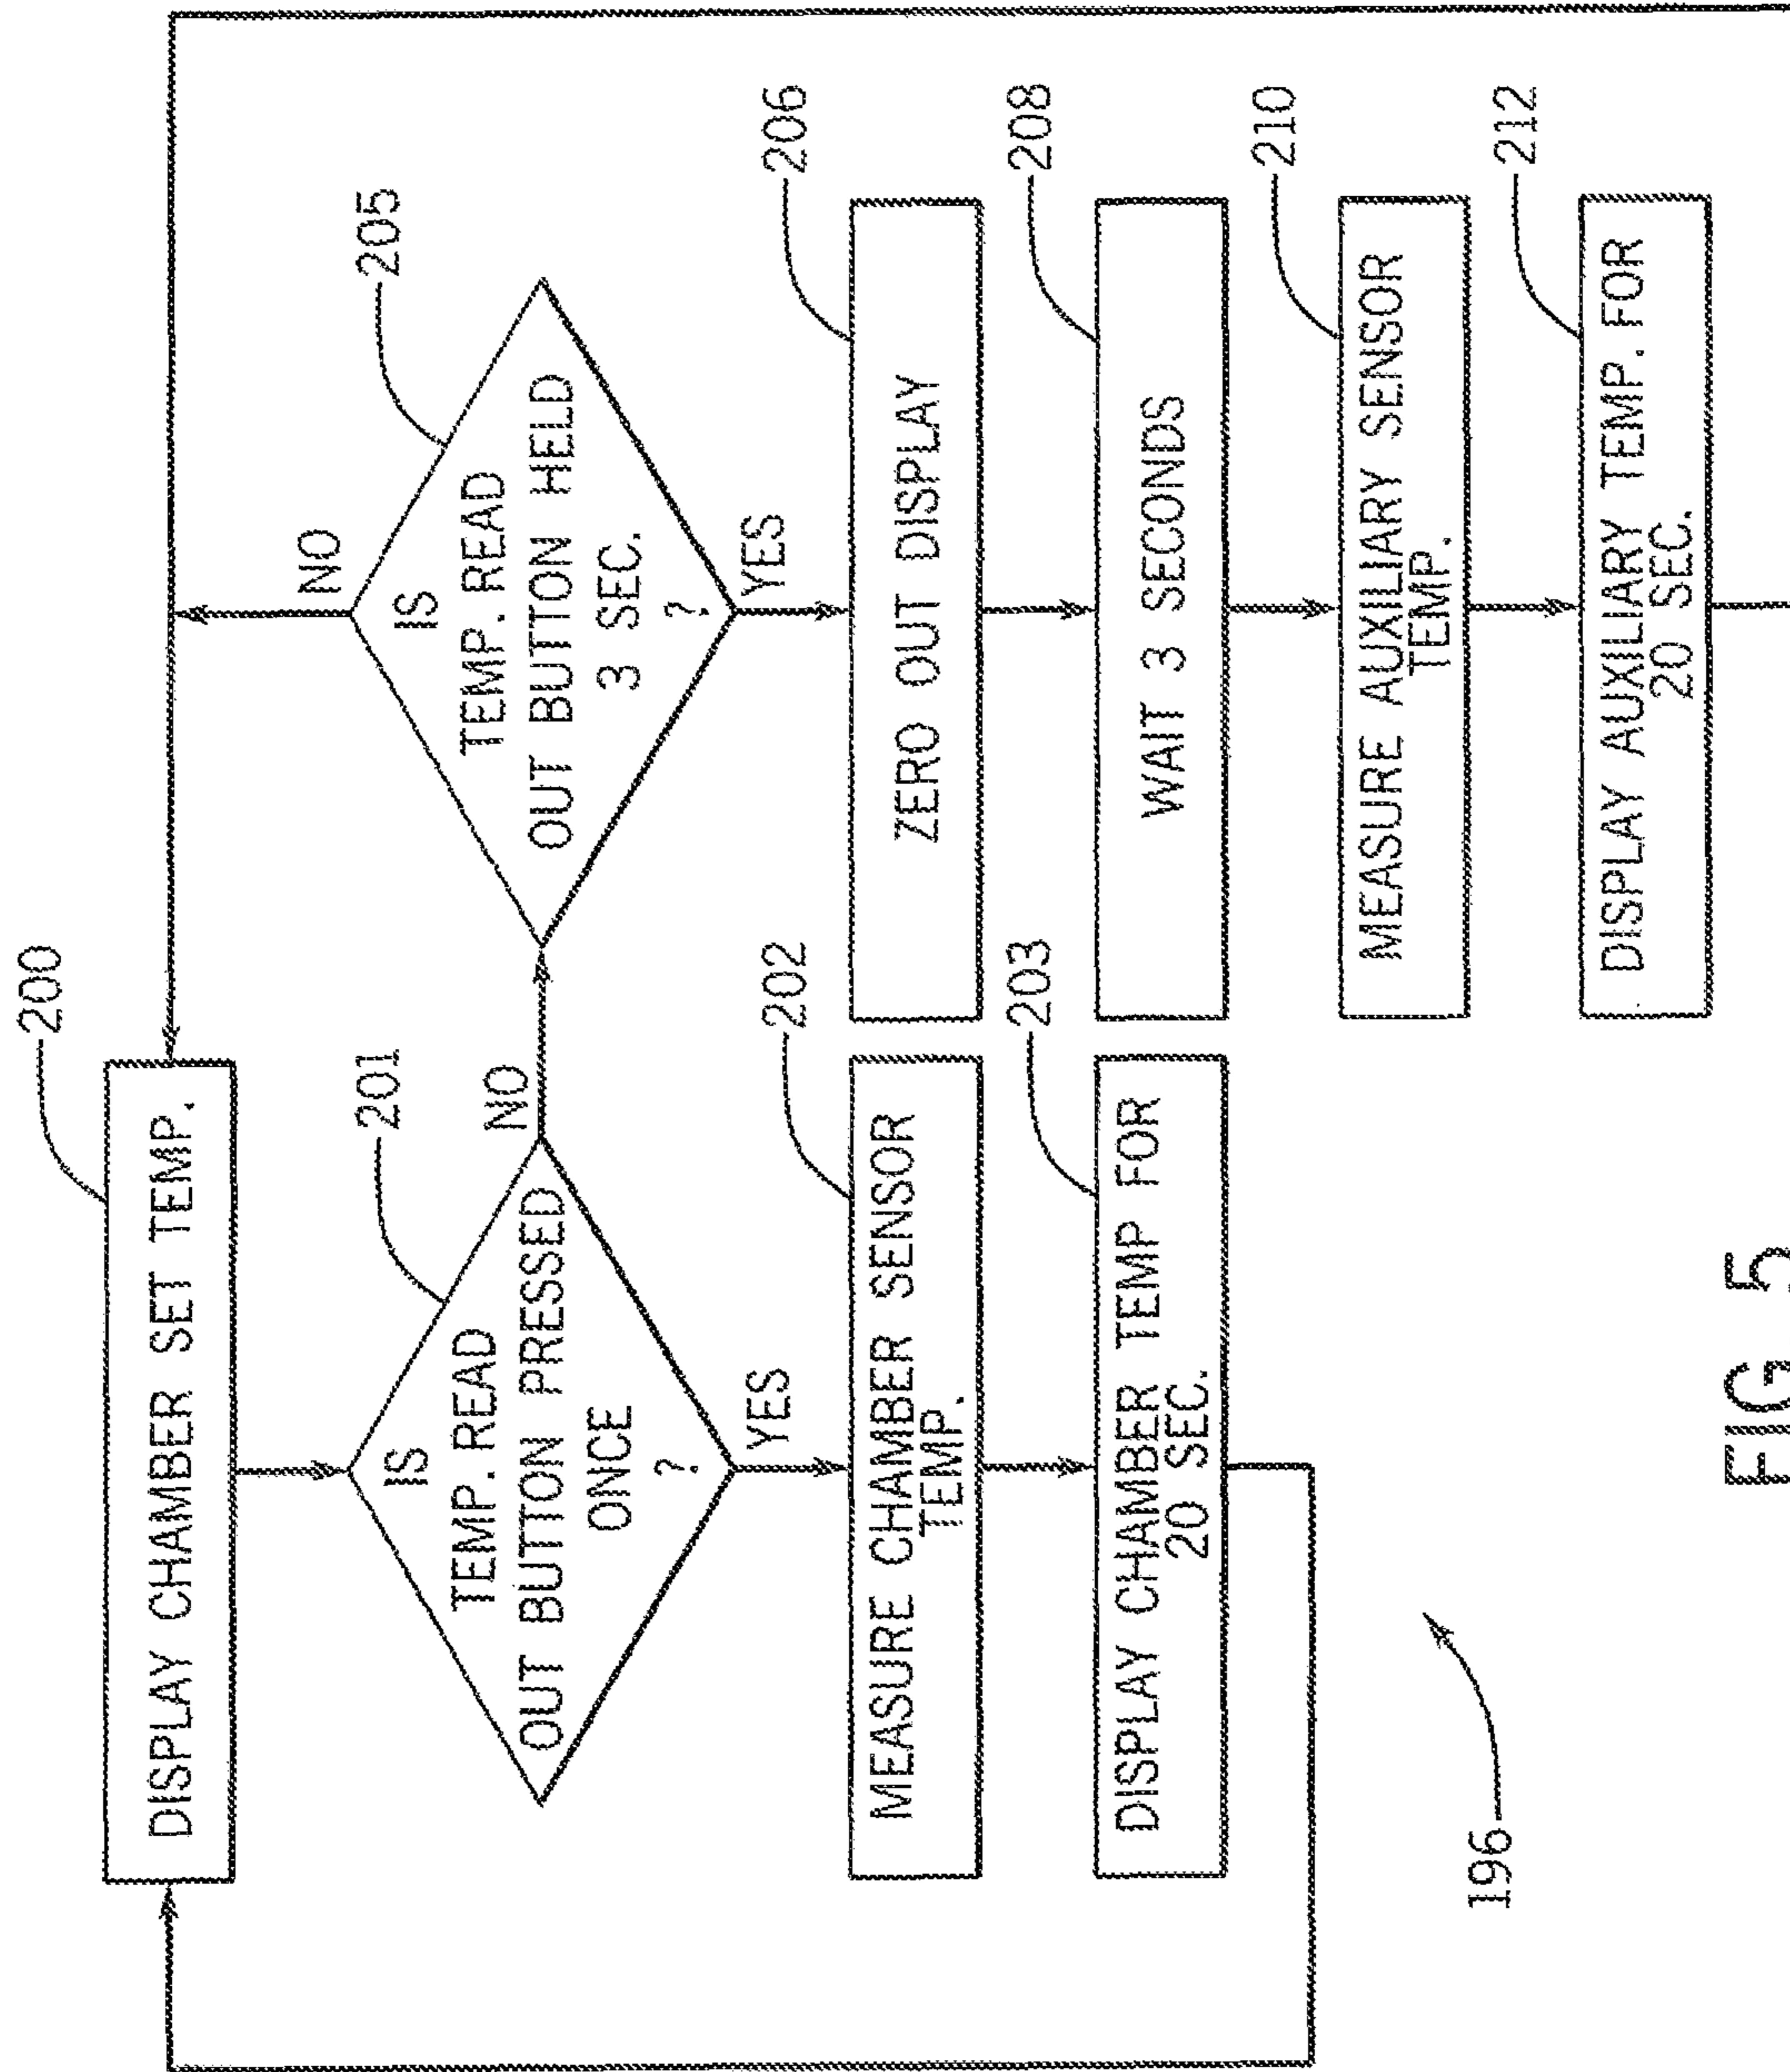 200
DISPLAY CHAMBER SET TEMP.
201
IS
TEMP. READ
OUT BUTTON PRESSED
ONCE
?
NO
YES
205
IS
TEMP. READ
OUT BUTTON HELD
3 SEC.
?
NO
YES
202
MEASURE CHAMBER SENSOR
TEMP.
203
DISPLAY CHAMBER TEMP FOR
20 SEC.
206
ZERO OUT DISPLAY
208
WAIT 3 SECONDS
210
MEASURE AUXILIARY SENSOR
TEMP.
212
DISPLAY AUXILIARY TEMP. FOR
20 SEC.
196
FIG. 5